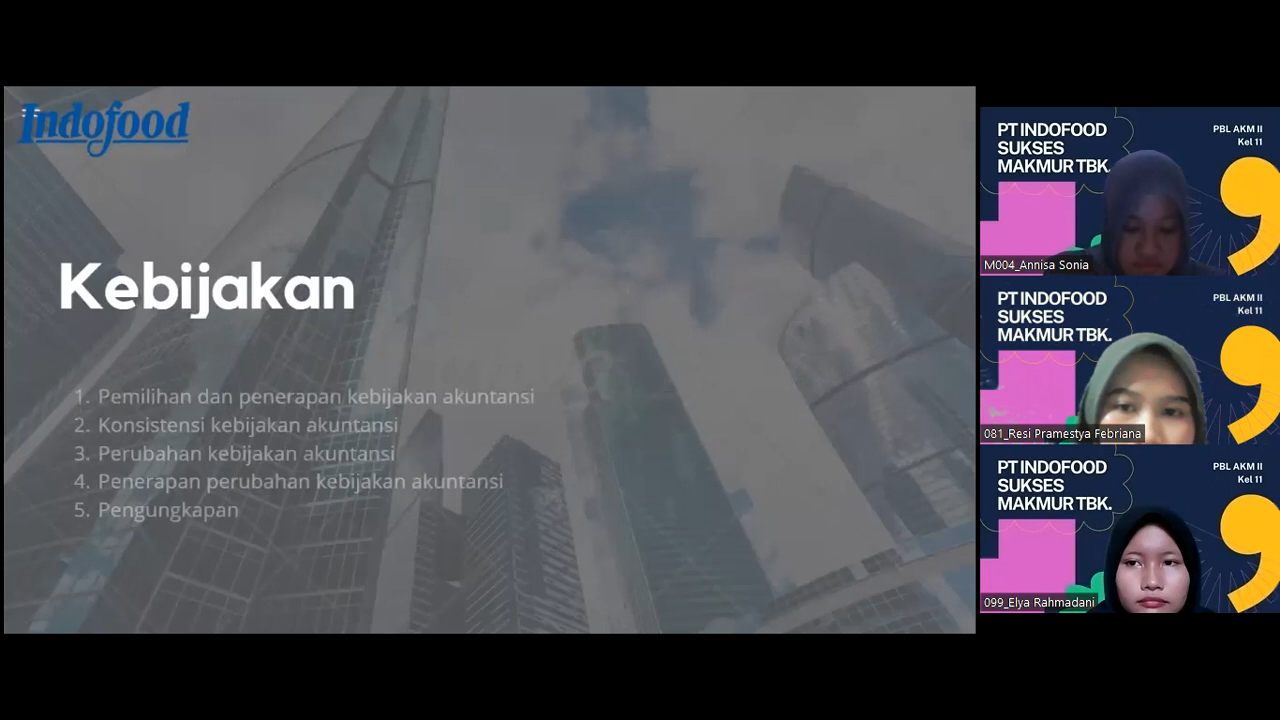 Indofood
Kebijakan
1. Pemilihan dan penerapan kebijakan akuntansi
2. Konsistensi kebijakan akuntansi
3. Perubahan kebijakan akuntansi
4. Penerapan perubahan kebijakan akuntansi
5. Pengungkapan
PT INDOFOOD
SUKSES
MAKMUR TBK.
PBL AKM II
Kel 11
M004_Annisa Sonia
PT INDOFOOD
SUKSES
MAKMUR TBK.
PBL AKM II
Kel 11
081_Resi Pramestya Febriana
PT INDOFOOD
SUKSES
MAKMUR TBK.
PBL AKM II
Kel 11
099_Elya Rahmadani